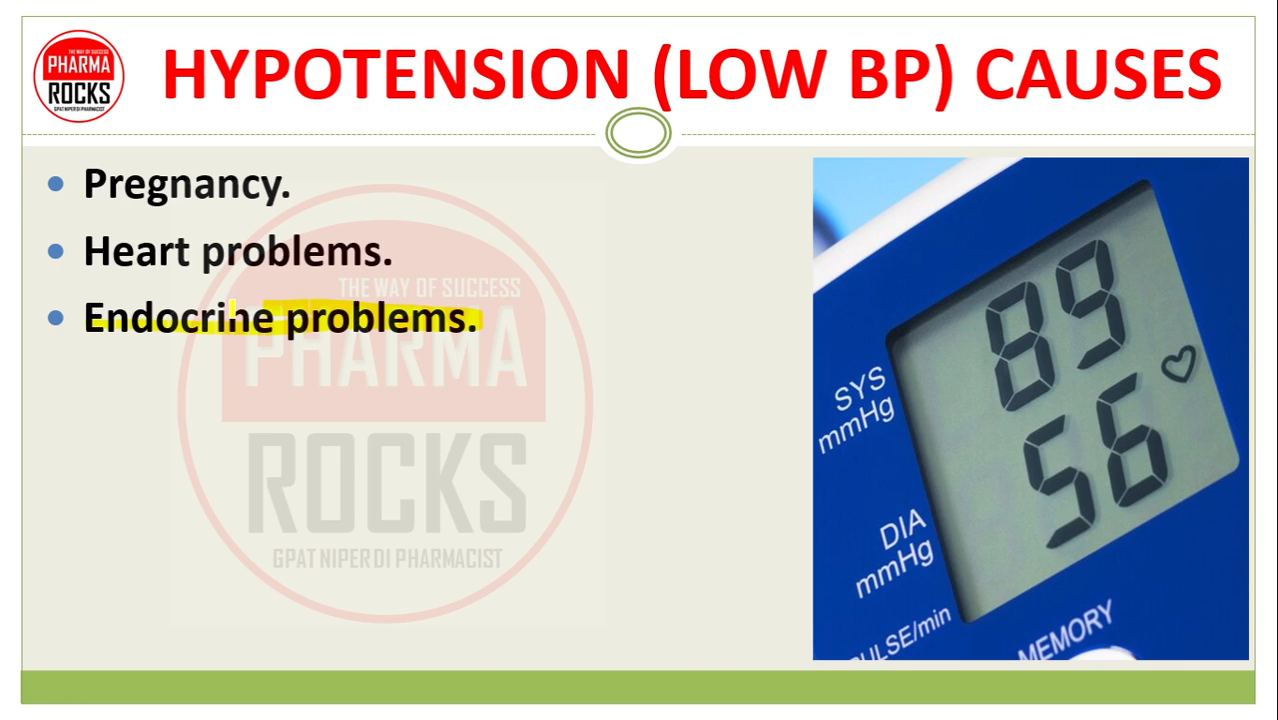 THE WAY OF SUCCESS
PHARMA
ROCKS
GPAT NIPER DI PHARMACIST
HYPOTENSION (LOW BP) CAUSES
• Pregnancy.
• Heart problems.
• Endocrine problems.
THE WAY OF SUCCESS
PHARMA
ROCKS
GPAT NIPER DI PHARMACIST
89
SYS
mmHg
56
DIA
mmHg
ULSE/min
MEMORY